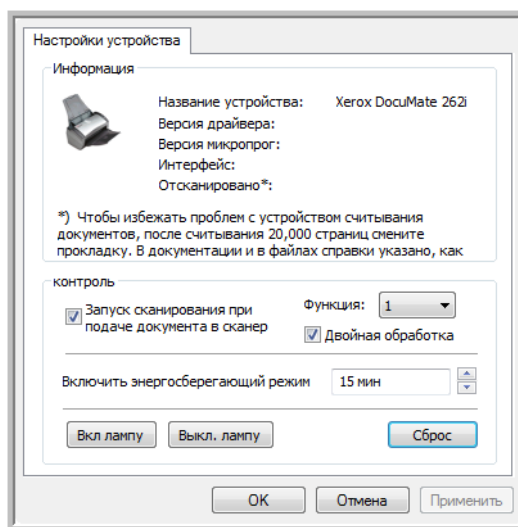 Настройки устройства
Информация
Название устройства: Xerox DocuMate 262i
Версия драйвера:
Версия микропрог:
Интерфейс:
Отсканировано*:
*) Чтобы избежать проблем с устройством считывания
документов, после считывания 20,000 страниц смените
прокладку. В документации и в файлах справки указано, как
контроль
Запуск сканирования при
подаче документа в сканер
Функция: 1
Двойная обработка
Включить энергосберегающий режим 15 мин
Вкл лампу Выкл. лампу Сброс
OK Отмена Применить